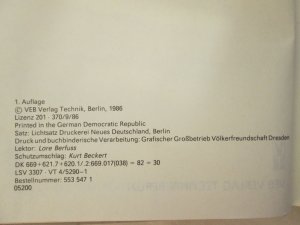 1. Auflage
© VEB Verlag Technik, Berlin, 1986
Lizenz 201 · 370/9/86
Printed in the German Democratic Republic
Satz: Lichtsatz Druckerei Neues Deutschland, Berlin
Druck und buchbinderische Verarbeitung: Grafischer Großbetrieb Völkerfreundschaft Dresden
Lektor: Lore Berfuss
Schutzumschlag: Kurt Beckert
DK 669+621.7+620.1/.2:669.017(038) = 82 = 30
LSV 3307 · VT 4/5290-1
Bestellnummer: 553 547 1
05200